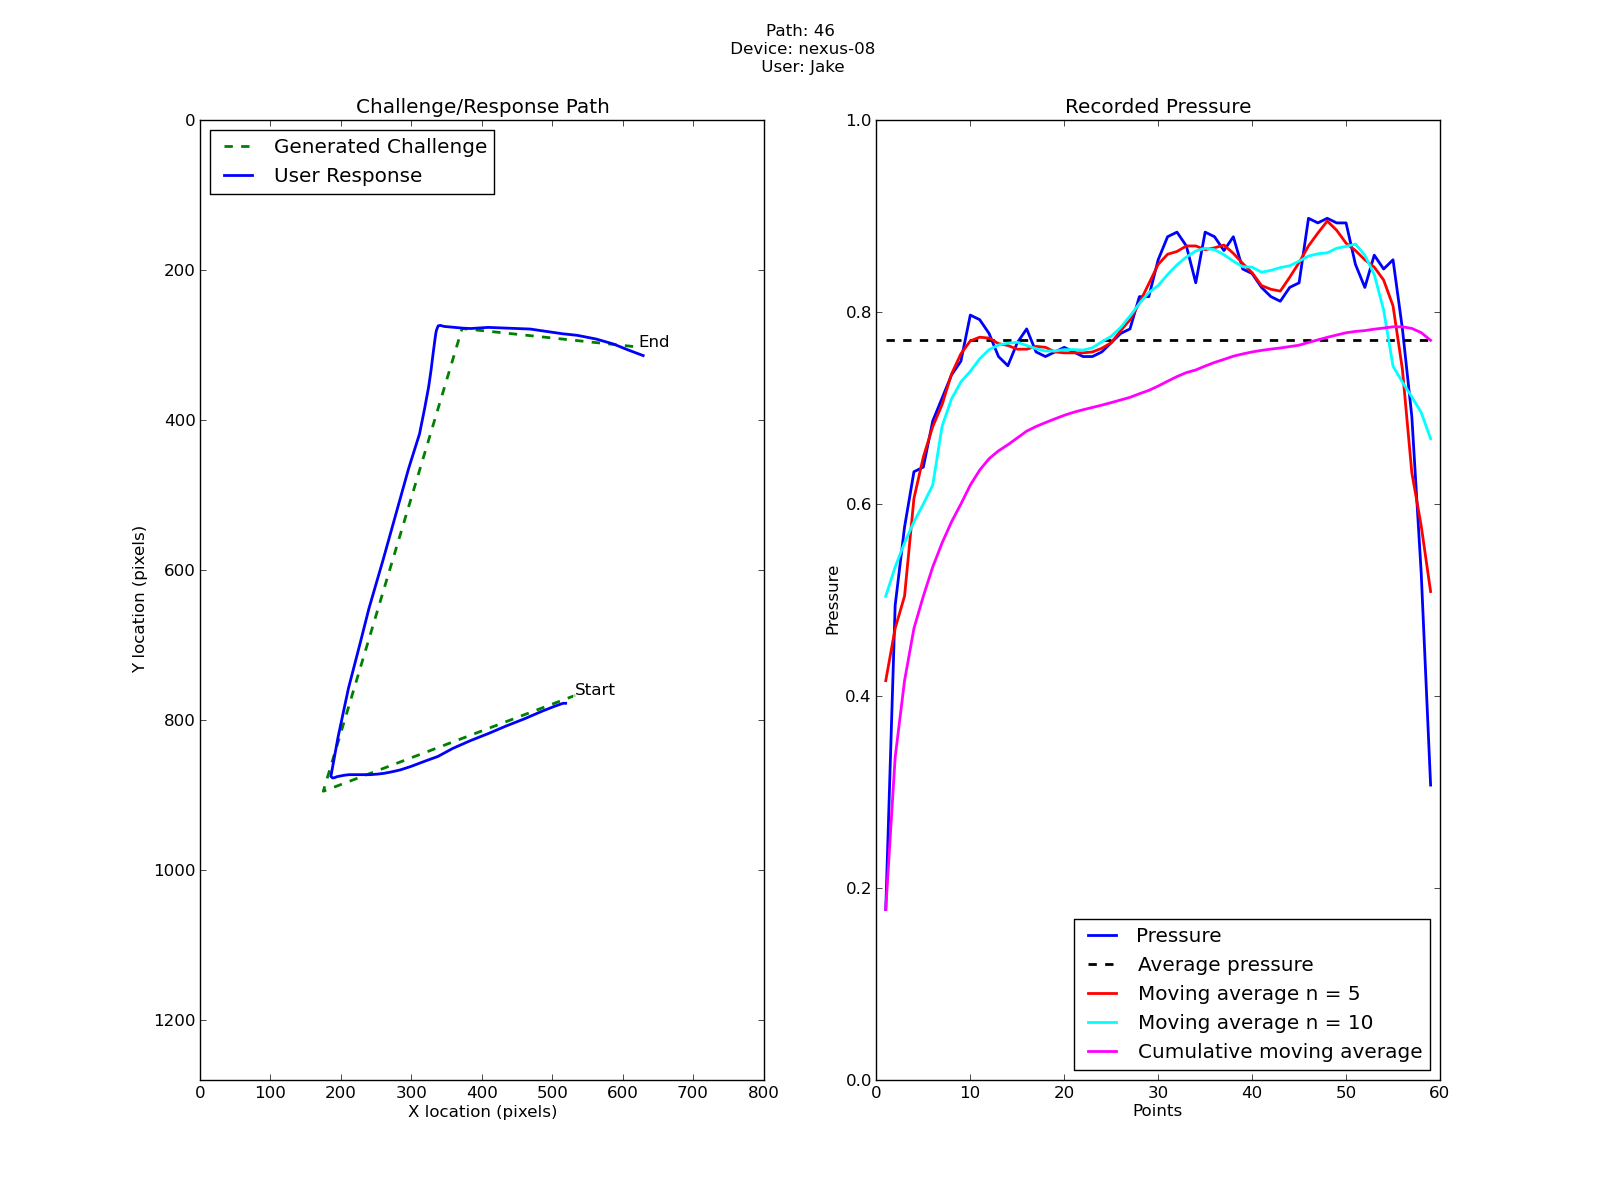 Path: 46
Device: nexus-08
User: Jake
Challenge/Response Path
Generated Challenge
User Response
End
Start
0
200
400
600
800
1000
1200
Y location (pixels)
0 100 200 300 400 500 600 700 800
X location (pixels)
Recorded Pressure
1.0
0.8
0.6
0.4
0.2
0.0
Pressure
Pressure
Average pressure
Moving average n = 5
Moving average n = 10
Cumulative moving average
0 10 20 30 40 50 60
Points